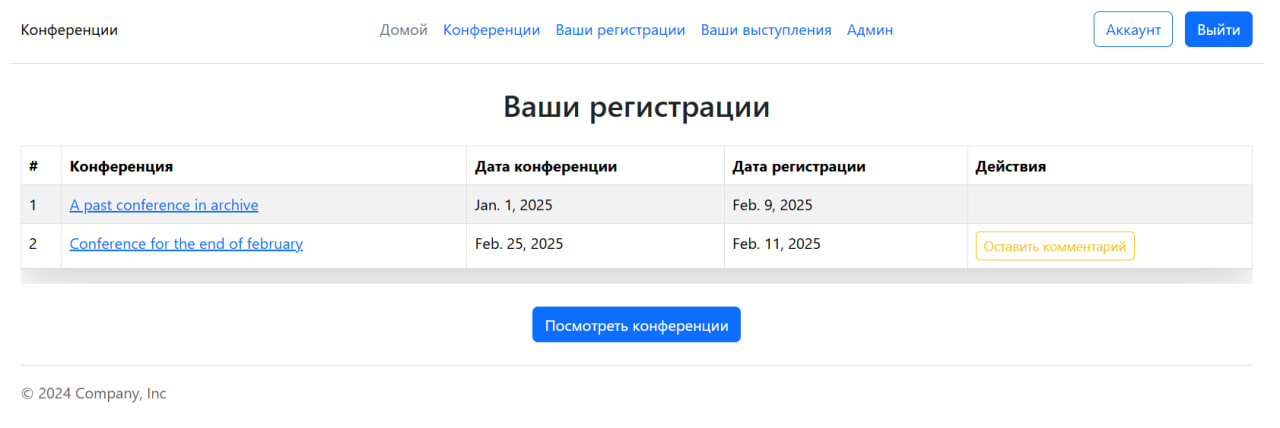 Конференции Домой Конференции Ваши регистрации Ваши выступления Админ Аккаунт Выйти
Ваши регистрации
# Конференция Дата конференции Дата регистрации Действия
1 A past conference in archive Jan. 1, 2025 Feb. 9, 2025
2 Conference for the end of february Feb. 25, 2025 Feb. 11, 2025 Оставить комментарий
Посмотреть конференции
© 2024 Company, Inc